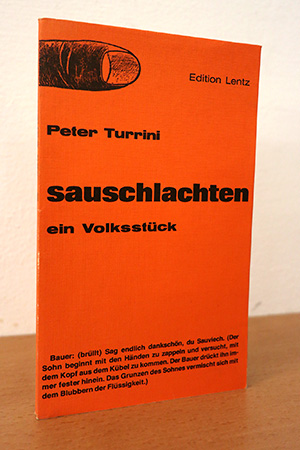 Edition Lentz
Peter Turrini
sauschlachten
ein Volksstück
Bauer: (brüllt) Sag endlich dankschön, du Sauviech. (Der
Sohn beginnt mit den Händen zu zappeln und versucht, mit
dem Kopf aus dem Kübel zu kommen. Der Bauer drückt ihn im-
mer fester hinein. Das Grunzen des Sohnes vermischt sich mit
dem Blubbern der Flüssigkeit.)